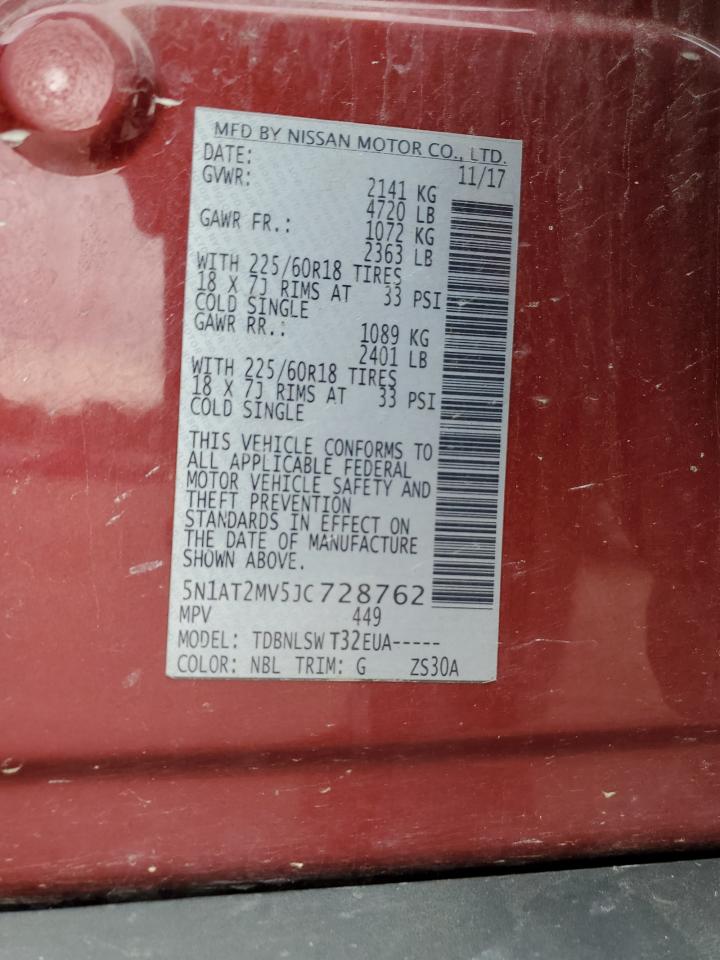 MFD BY NISSAN MOTOR CO., LTD.
DATE: 11/17
GVWR: 2141 KG
4720 LB
GAWR FR.: 1072 KG
2363 LB
WITH 225/60R18 TIRES
18 X 7J RIMS AT 33 PSI
COLD SINGLE
GAWR RR.: 1089 KG
2401 LB
WITH 225/60R18 TIRES
18 X 7J RIMS AT 33 PSI
COLD SINGLE
THIS VEHICLE CONFORMS TO
ALL APPLICABLE FEDERAL
MOTOR VEHICLE SAFETY AND
THEFT PREVENTION
STANDARDS IN EFFECT ON
THE DATE OF MANUFACTURE
SHOWN ABOVE.
5N1AT2MV5JC728762
MPV 449
MODEL: TDBNLSW T32EUA-----
COLOR: NBL TRIM: G ZS30A